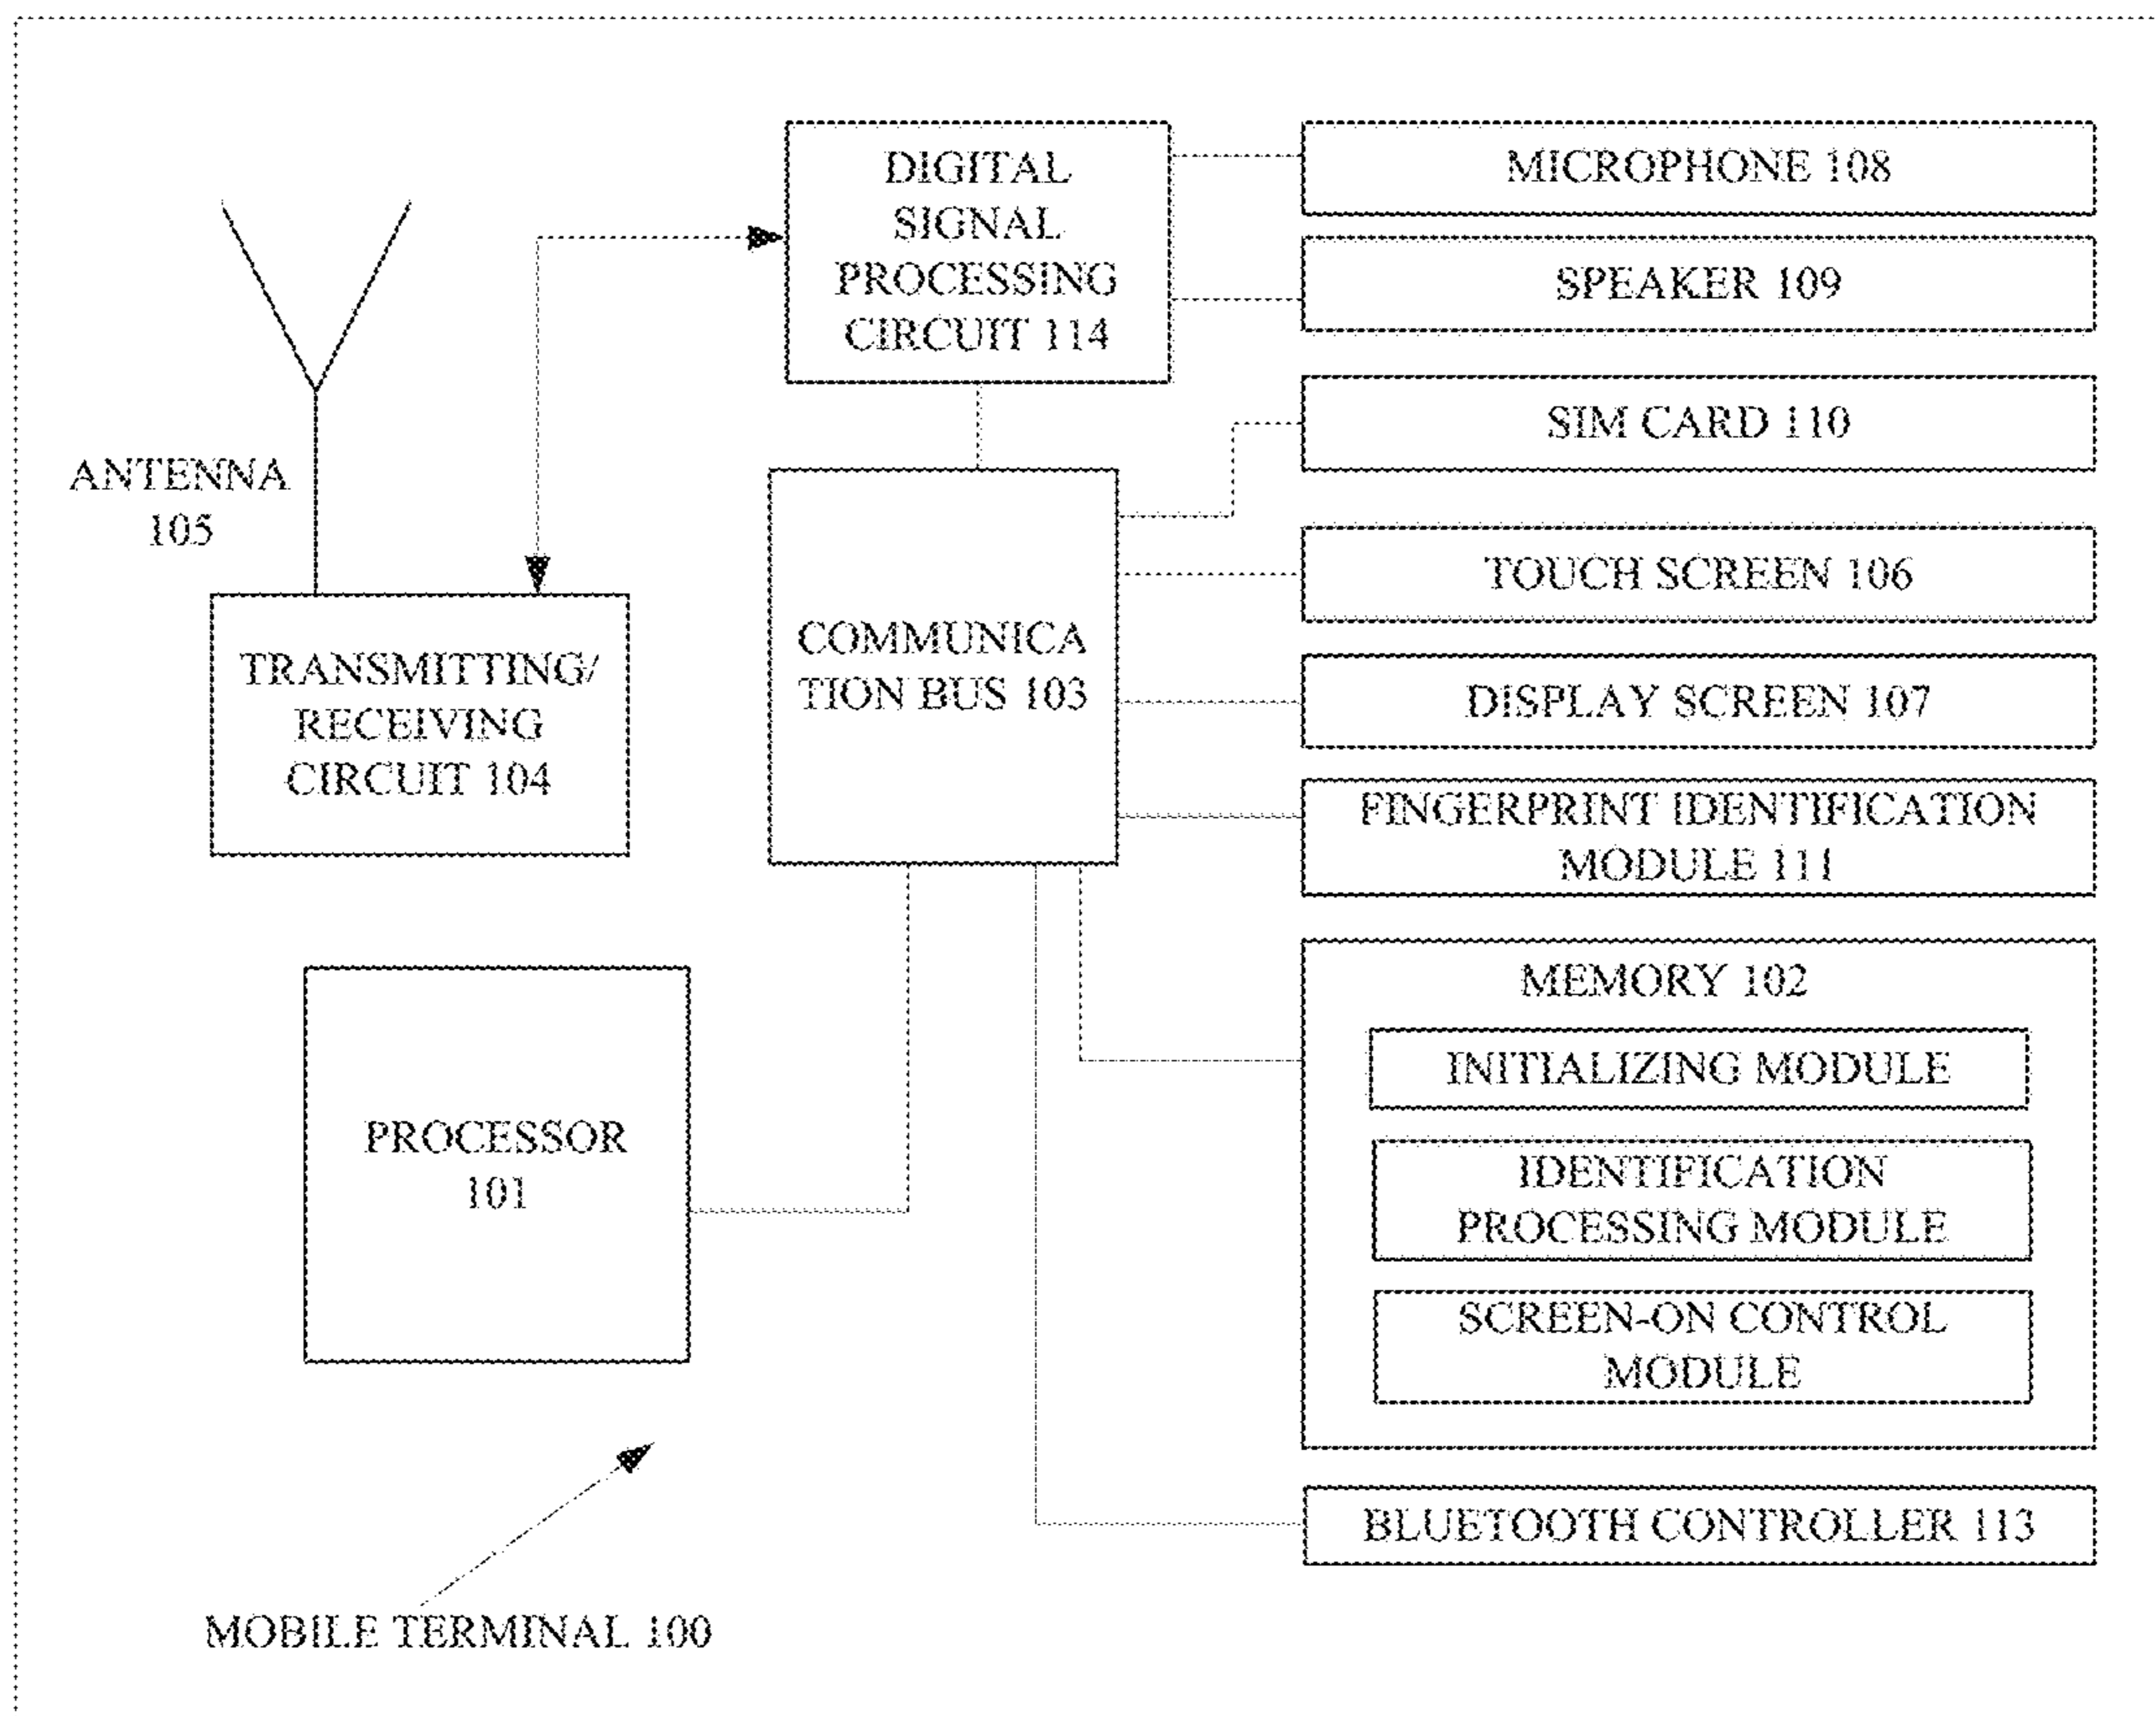 DIGITAL
SIGNAL
PROCESSING
CIRCUIT 114
MICROPHONE 108
SPEAKER 109
SIM CARD 110
ANTENNA
105
TRANSMITTING/
RECEIVING
CIRCUIT 104
COMMUNICA
TION BUS 103
TOUCH SCREEN 106
DISPLAY SCREEN 107
FINGERPRINT IDENTIFICATION
MODULE 111
PROCESSOR
101
MEMORY 102
INITIALIZING MODULE
IDENTIFICATION
PROCESSING MODULE
SCREEN-ON CONTROL
MODULE
BLUETOOTH CONTROLLER 113
MOBILE TERMINAL 100